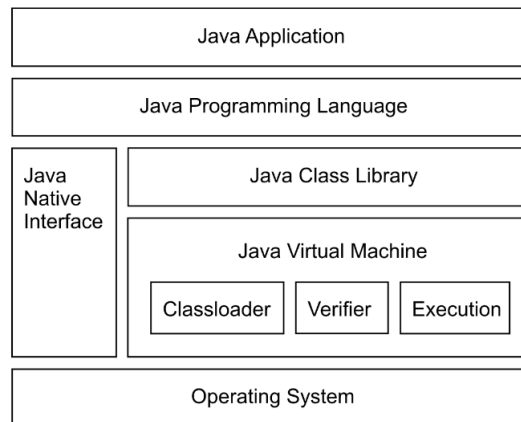 Java Application
Java Programming Language
Java
Native
Interface
Java Class Library
Java Virtual Machine
Classloader
Verifier
Execution
Operating System